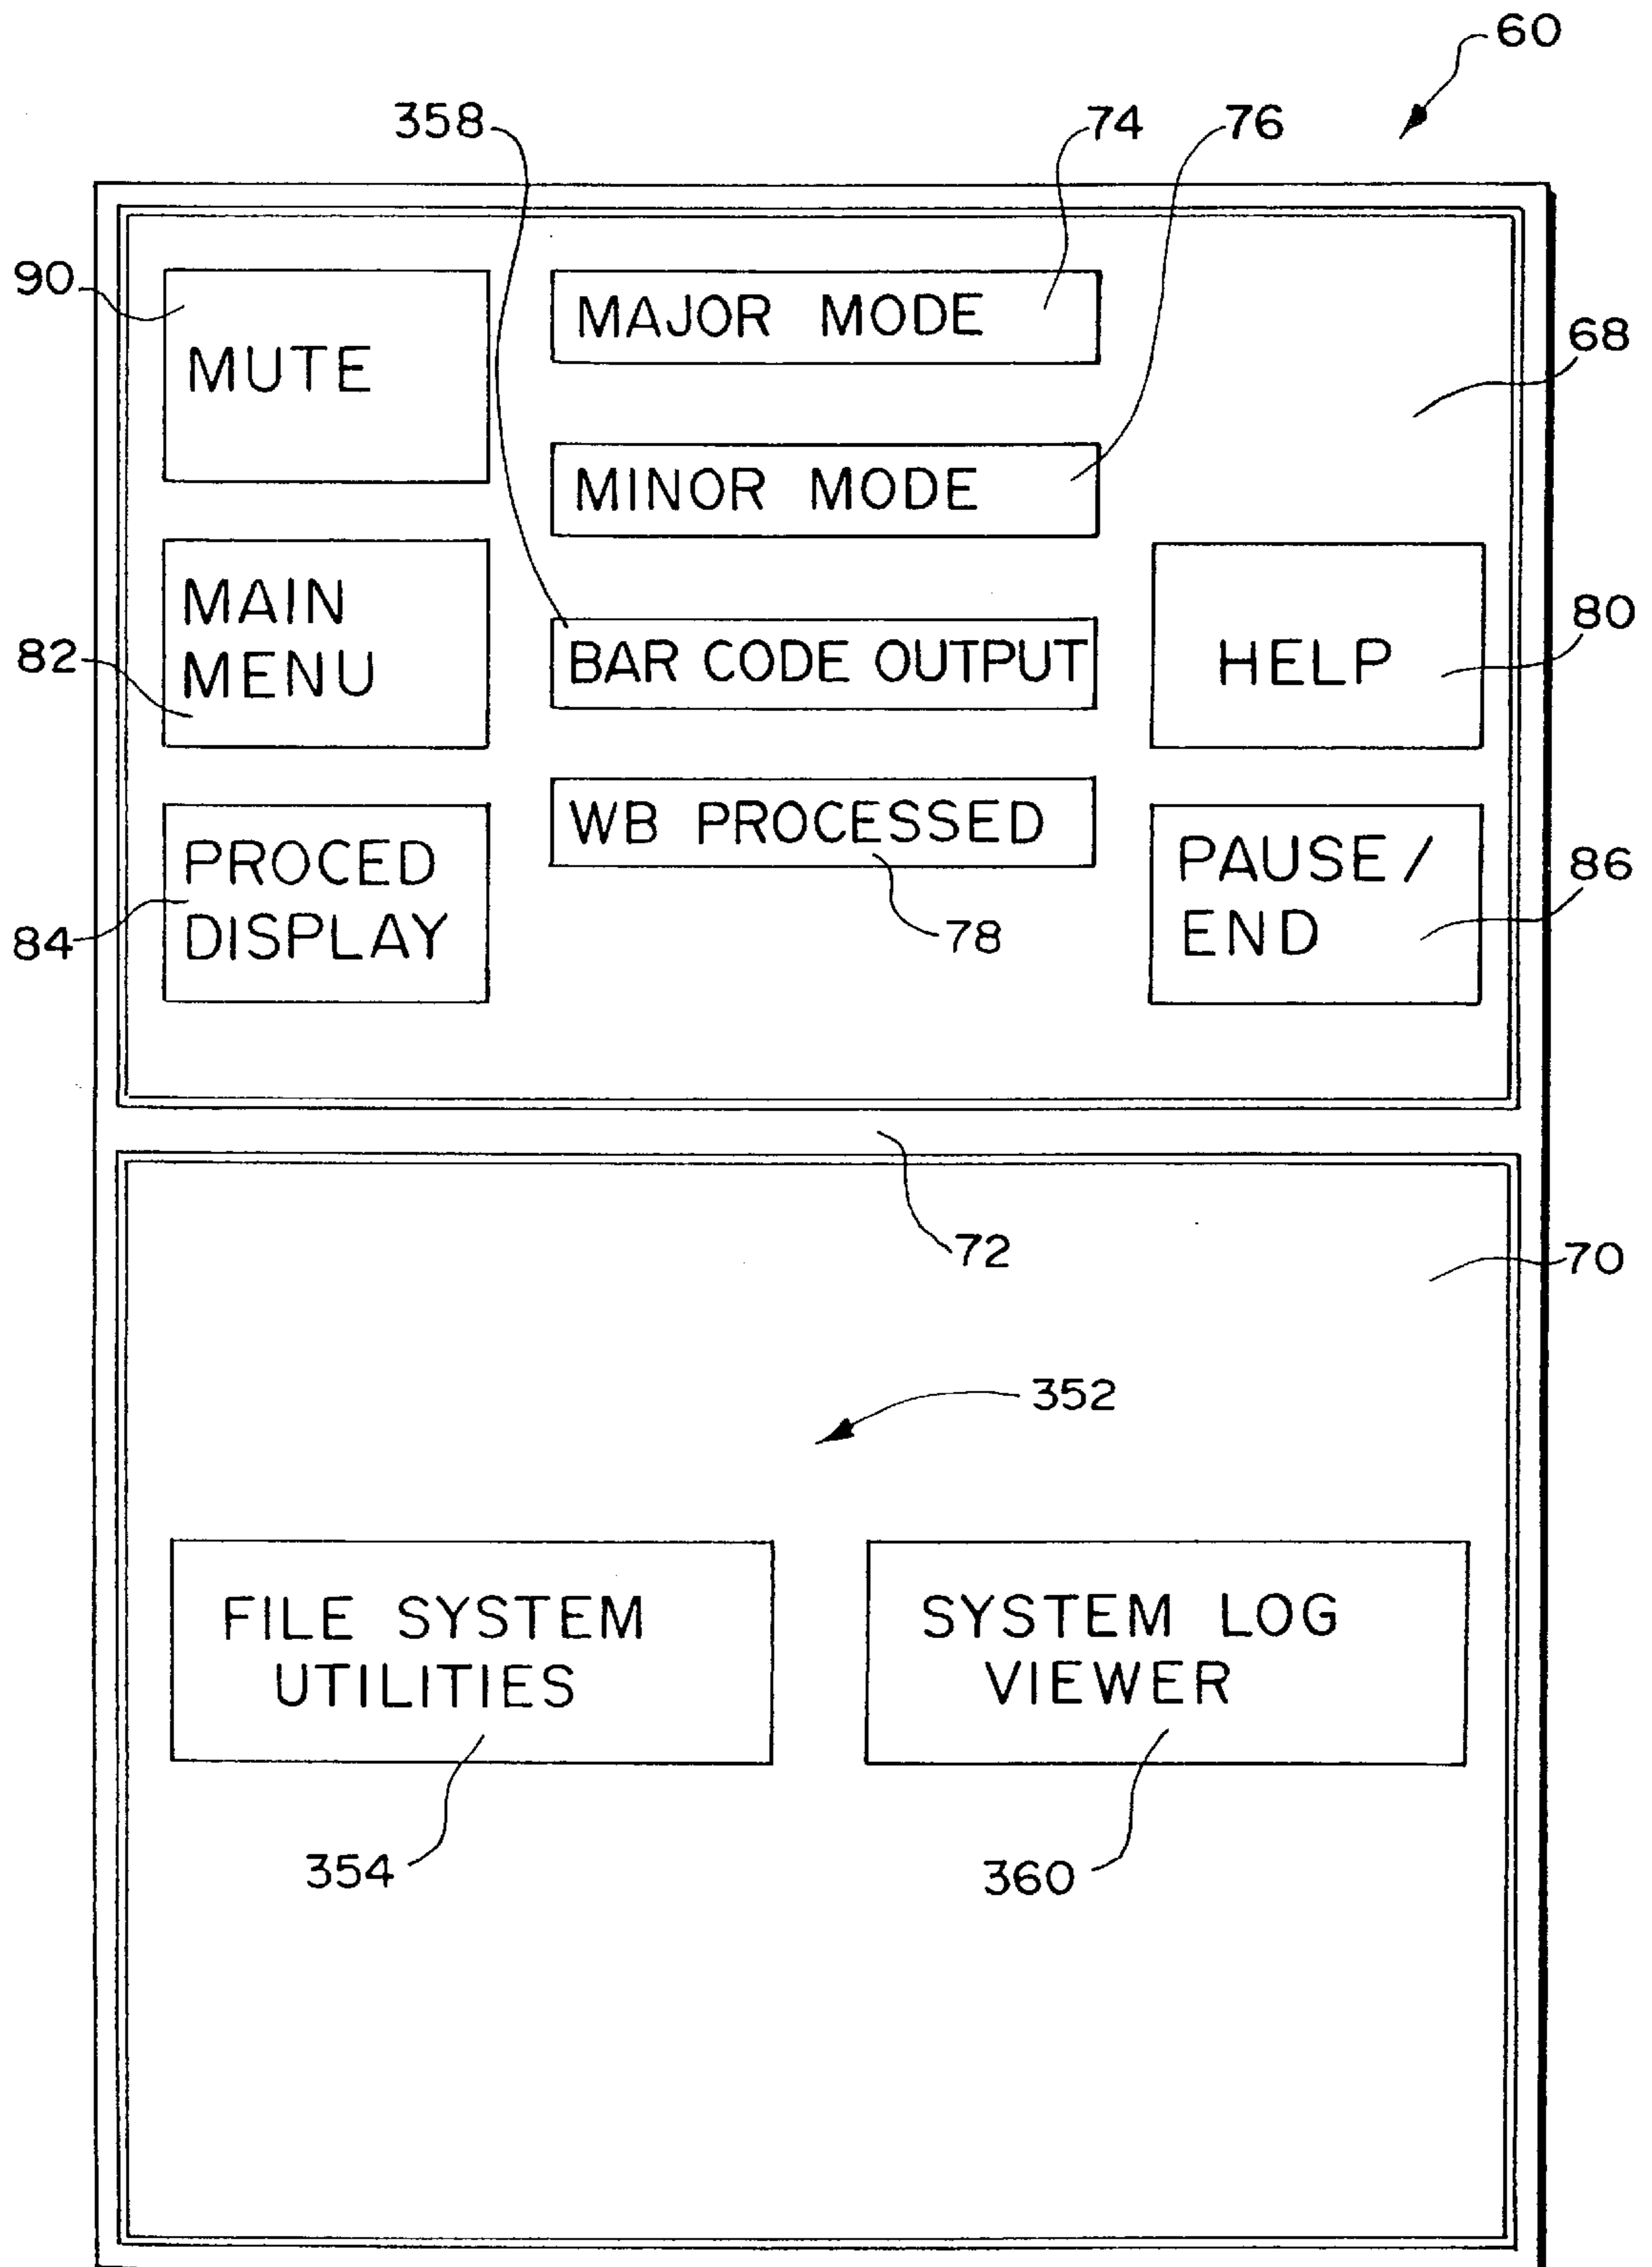 60
358
74
76
90
MUTE
MAJOR MODE
68
MINOR MODE
MAIN
MENU
82
BAR CODE OUTPUT
HELP
80
PROCED
DISPLAY
84
WB PROCESSED
78
PAUSE /
END
86
72
70
352
FILE SYSTEM
UTILITIES
SYSTEM LOG
VIEWER
354
360